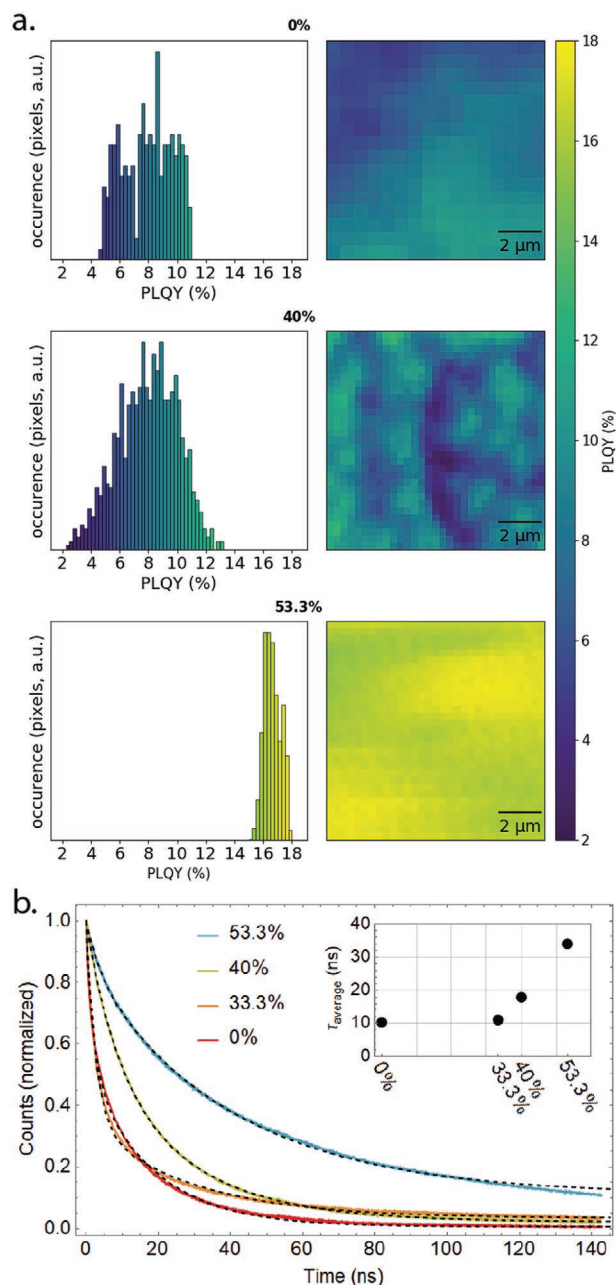 a.
0%
occurence (pixels, a.u.)
2 4 6 8 10 12 14 16 18
PLQY (%)
2 μm
40%
occurence (pixels, a.u.)
2 4 6 8 10 12 14 16 18
PLQY (%)
2 μm
53.3%
occurence (pixels, a.u.)
2 4 6 8 10 12 14 16 18
PLQY (%)
2 μm
18
16
14
12
10
8
6
4
2
PLQY (%)
b.
Counts (normalized)
1.0
0.8
0.6
0.4
0.2
0.0
53.3%
40%
33.3%
0%
Taverage (ns)
40
30
20
10
0
0%
33.3%
40%
53.3%
0 20 40 60 80 100 120 140
Time (ns)